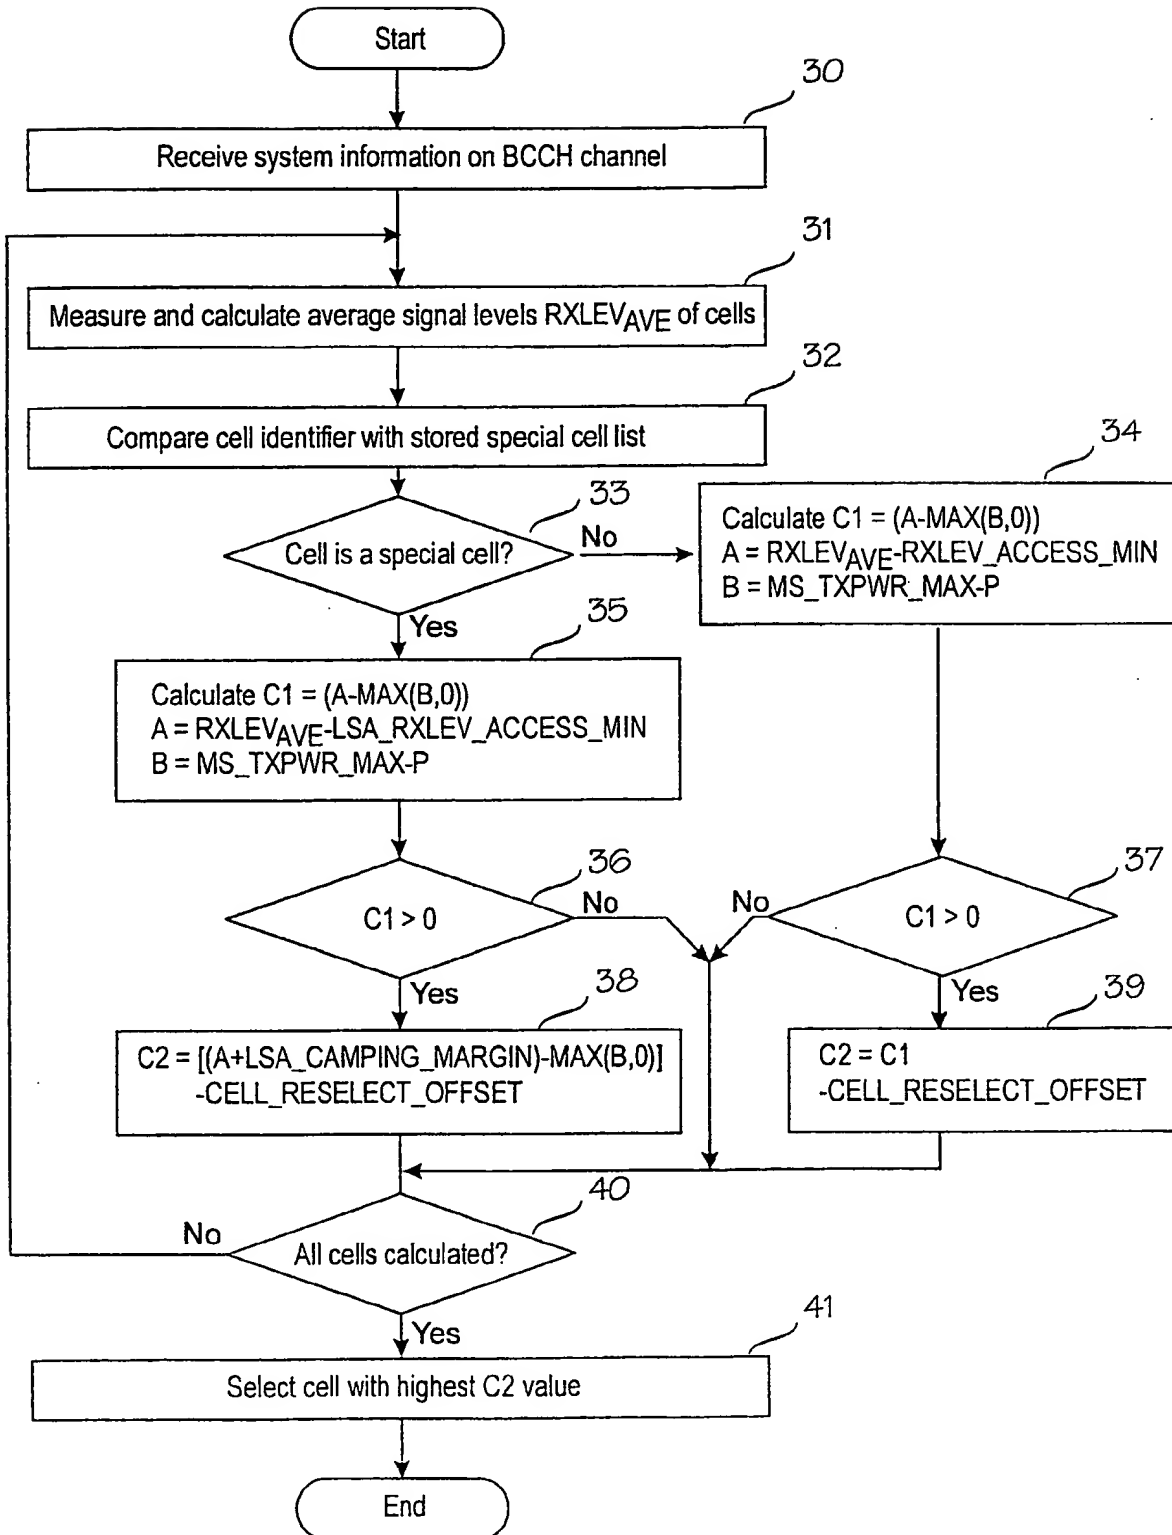 Start
30
Receive system information on BCCH channel
31
Measure and calculate average signal levels RXLEVAVE of cells
32
Compare cell identifier with stored special cell list
33
Cell is a special cell?
No
34
Calculate C1 = (A-MAX(B,0))
A = RXLEVAVE-RXLEV_ACCESS_MIN
B = MS_TXPWR_MAX-P
Yes
35
Calculate C1 = (A-MAX(B,0))
A = RXLEVAVE-LSA_RXLEV_ACCESS_MIN
B = MS_TXPWR_MAX-P
36
C1 > 0
No
37
No
C1 > 0
Yes
38
C2 = [(A+LSA_CAMPING_MARGIN)-MAX(B,0)]
-CELL_RESELECT_OFFSET
Yes
39
C2 = C1
-CELL_RESELECT_OFFSET
40
No
All cells calculated?
Yes
41
Select cell with highest C2 value
End